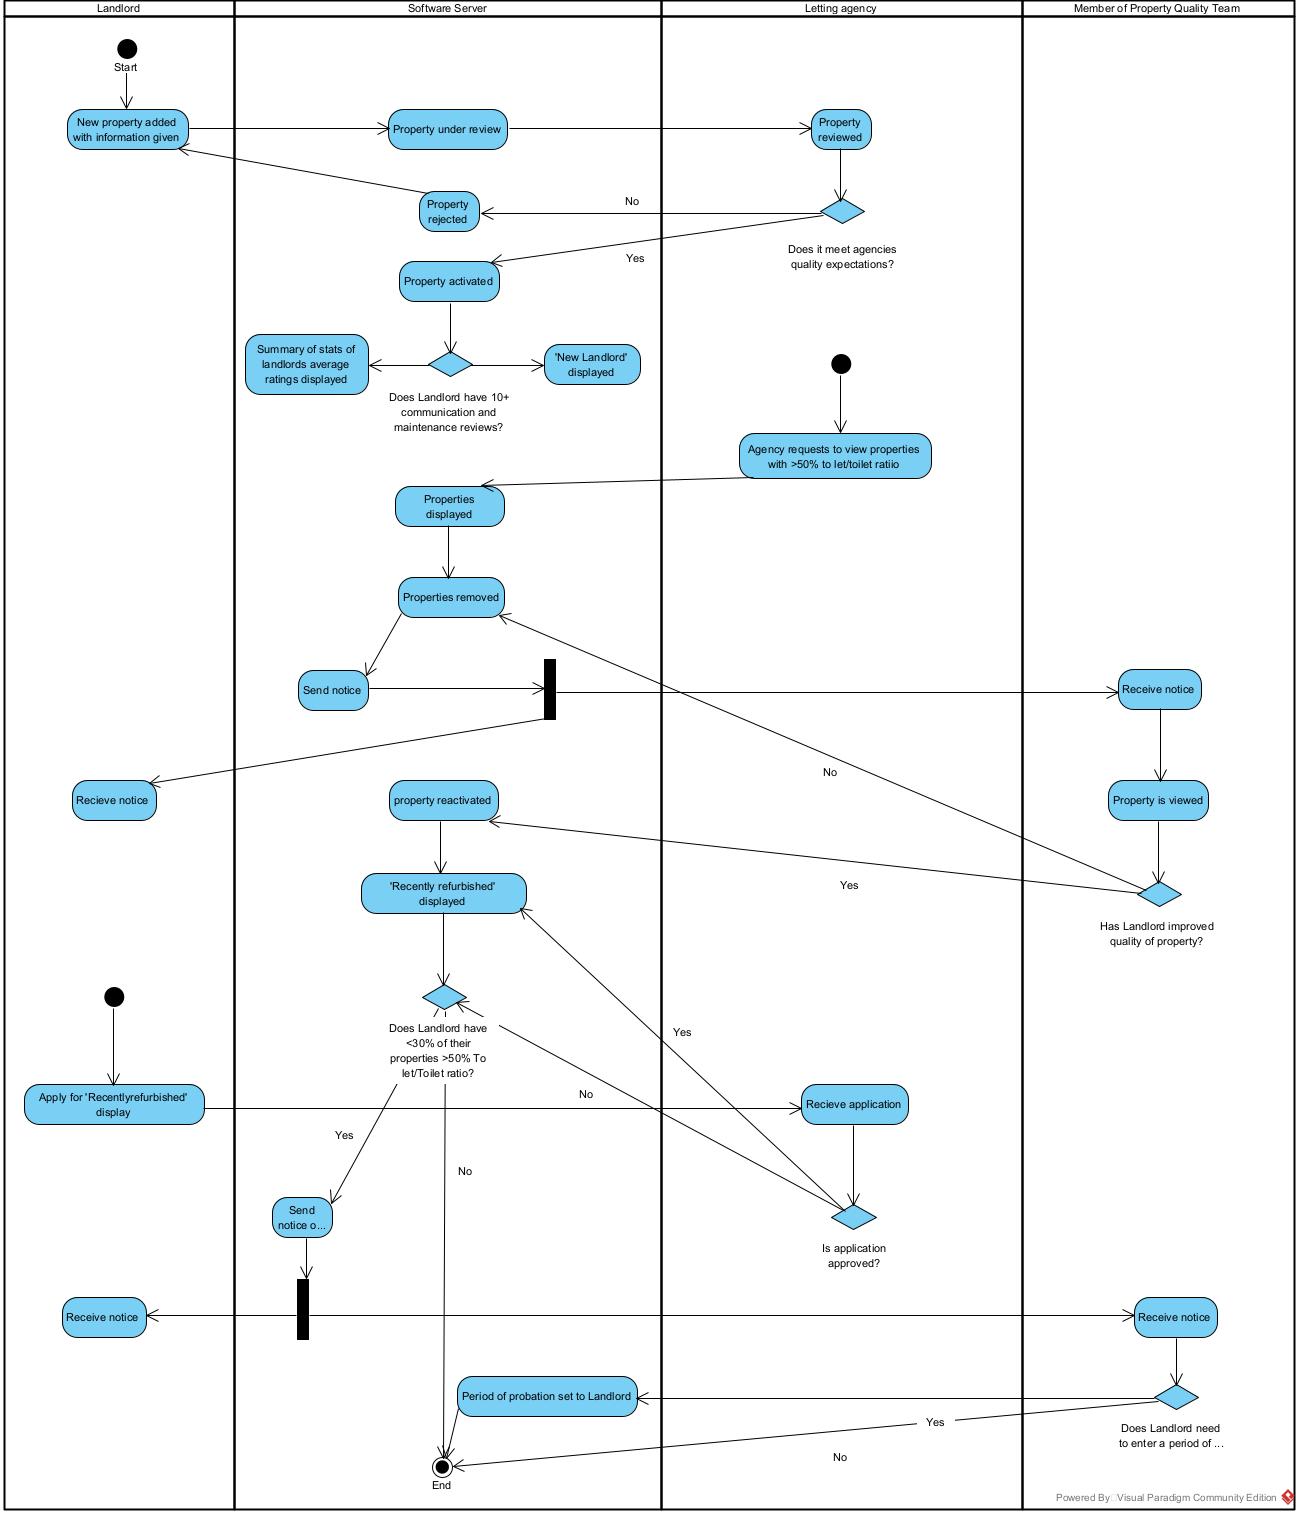 Landlord
Software Server
Letting agency
Member of Property Quality Team
Start
New property added
with information given
Property under review
Property
reviewed
Property
rejected
No
Does it meet agencies
quality expectations?
Yes
Property activated
Summary of stats of
landlords average
ratings displayed
'New Landlord'
displayed
Does Landlord have 10+
communication and
maintenance reviews?
Agency requests to view properties
with >50% to let/toilet ratiio
Properties
displayed
Properties removed
Send notice
Receive notice
No
Recieve notice
property reactivated
Property is viewed
Yes
'Recently refurbished'
displayed
Has Landlord improved
quality of property?
Does Landlord have
<30% of their
properties >50% To
let/Toilet ratio?
Yes
Apply for 'Recentlyrefurbished'
display
No
Recieve application
Yes
No
Send
notice o...
Is application
approved?
Receive notice
Receive notice
Period of probation set to Landlord
Yes
Does Landlord need
to enter a period of ...
No
End
Powered By Visual Paradigm Community Edition